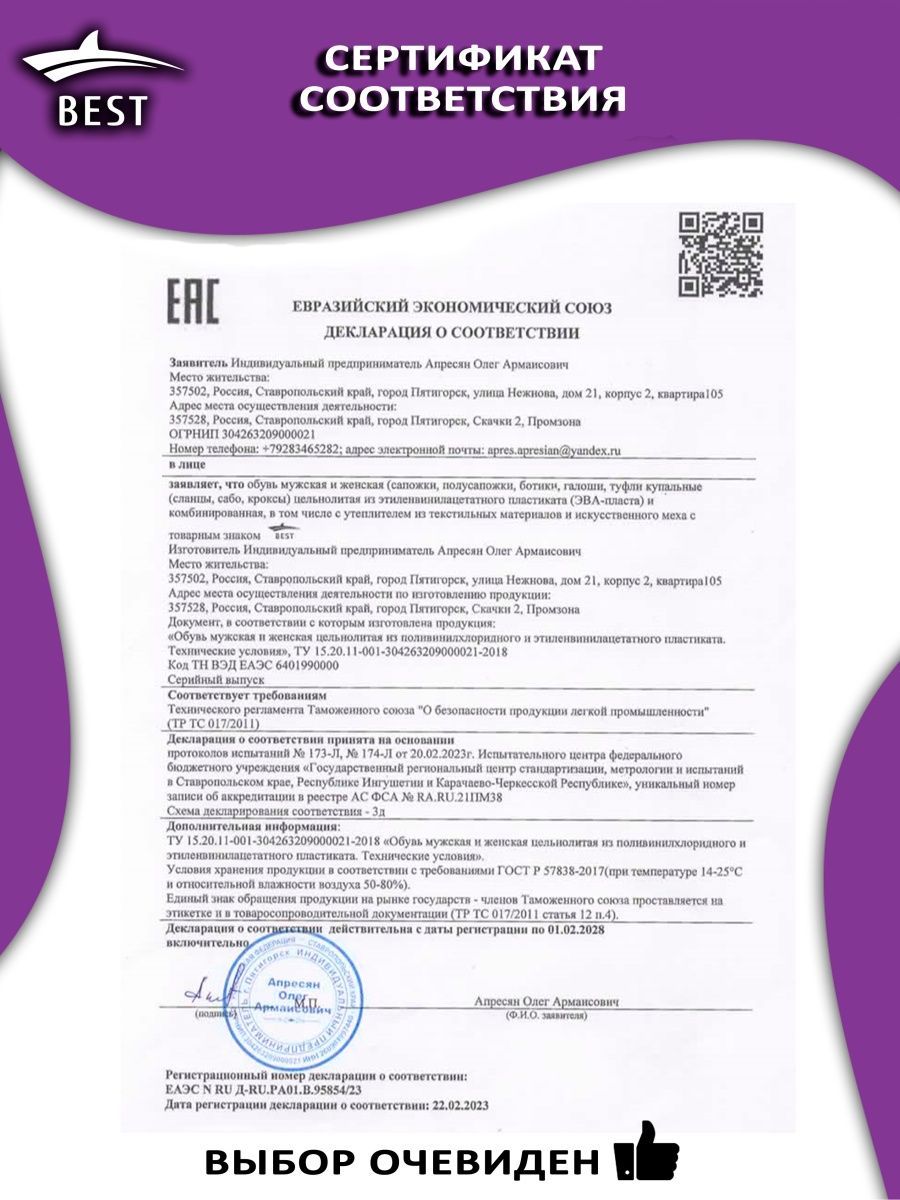 BEST
СЕРТИФИКАТ
СООТВЕТСТВИЯ
ЕАС
ЕВРАЗИЙСКИЙ ЭКОНОМИЧЕСКИЙ СОЮЗ
ДЕКЛАРАЦИЯ О СООТВЕТСТВИИ
Заявитель Индивидуальный предприниматель Апресян Олег Армаисович
Место жительства:
357502, Россия, Ставропольский край, город Пятигорск, улица Нежнова, дом 21, корпус 2, квартира105
Адрес места осуществления деятельности:
357528, Россия, Ставропольский край, город Пятигорск, Скачки 2, Промзона
ОГРНИП 304263209000021
Номер телефона: +79283465282; адрес электронной почты: apres.apresian@yandex.ru
в лице
заявляет, что обувь мужская и женская (сапожки, полусапожки, ботики, галоши, туфли купальные
(сланцы, сабо, кроксы) цельнолитая из этиленвинилацетатного пластиката (ЭВА-пласта) и
комбинированная, в том числе с утеплителем из текстильных материалов и искусственного меха с
товарным знаком BEST
Изготовитель Индивидуальный предприниматель Апресян Олег Армаисович
Место жительства:
357502, Россия, Ставропольский край, город Пятигорск, улица Нежнова, дом 21, корпус 2, квартира105
Адрес места осуществления деятельности по изготовлению продукции:
357528, Россия, Ставропольский край, город Пятигорск, Скачки 2, Промзона
Документ, в соответствии с которым изготовлена продукция:
«Обувь мужская и женская цельнолитая из поливинилхлоридного и этиленвинилацетатного пластиката.
Технические условия», ТУ 15.20.11-001-304263209000021-2018
Код ТН ВЭД ЕАЭС 6401990000
Серийный выпуск
Соответствует требованиям
Технического регламента Таможенного союза "О безопасности продукции легкой промышленности"
(ТР ТС 017/2011)
Декларация о соответствии принята на основании
протоколов испытаний № 173-Л, № 174-Л от 20.02.2023г. Испытательного центра федерального
бюджетного учреждения «Государственный региональный центр стандартизации, метрологии и испытаний
в Ставропольском крае, Республике Ингушетии и Карачаево-Черкесской Республике», уникальный номер
записи об аккредитации в реестре АС ФСА № RA.RU.21ПМ38
Схема декларирования соответствия - 3д
Дополнительная информация:
ТУ 15.20.11-001-304263209000021-2018 «Обувь мужская и женская цельнолитая из поливинилхлоридного и
этиленвинилацетатного пластиката. Технические условия».
Условия хранения продукции в соответствии с требованиями ГОСТ Р 57838-2017(при температуре 14-25°С
и относительной влажности воздуха 50-80%).
Единый знак обращения продукции на рынке государств - членов Таможенного союза проставляется на
этикетке и в товаросопроводительной документации (ТР ТС 017/2011 статья 12 п.4).
Декларация о соответствии действительна с даты регистрации по 01.02.2028
включительно
Апресян
Олег
Армаисович
М.П.
г. Пятигорск ИНДИВИДУАЛЬНЫЙ ПРЕДПРИНИМАТЕЛЬ
(подпись)
Апресян Олег Армаисович
(Ф.И.О. заявителя)
Регистрационный номер декларации о соответствии:
ЕАЭС N RU Д-RU.РА01.В.95854/23
Дата регистрации декларации о соответствии: 22.02.2023
ВЫБОР ОЧЕВИДЕН